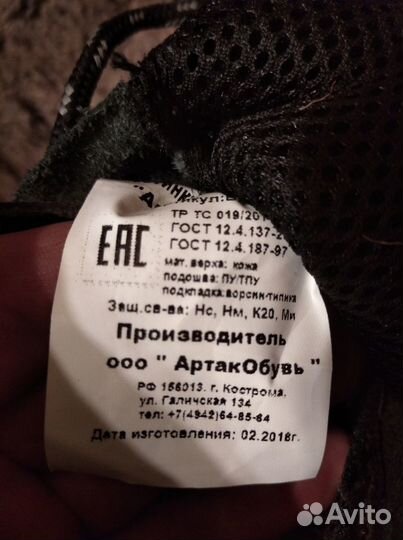 ТР ТС 019/201
ГОСТ 12.4.137-2
ГОСТ 12.4.187-97
EAC
мат. верха: кожа
подошва: ПУ/ТПУ
подкладка:ворсин-типика
Защ.св-ва: Нс, Нм, К20, Ми
Производитель
ооо " АртакОбувь "
РФ 156013. г. Кострома.
ул. Галичская 134
тел: +7(4942)64-85-64
Дата изготовления: 02.2018г.
Avito